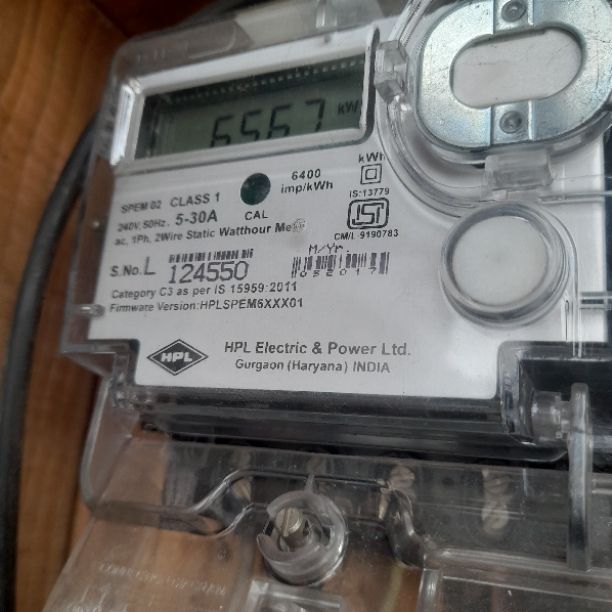 6567 kW
6400
imp/kWh
kWh
IS:13779
SPEM 02 CLASS 1
240V, 50Hz, 5-30A CAL
ac, 1Ph, 2Wire Static Watthour
CM/L 9190783
S.No. L 124550
M/Yr.
052017
Category C3 as per IS 15959:2011
Firmware Version:HPLSPEM6XXX01
HPL
HPL Electric & Power Ltd.
Gurgaon (Haryana) INDIA